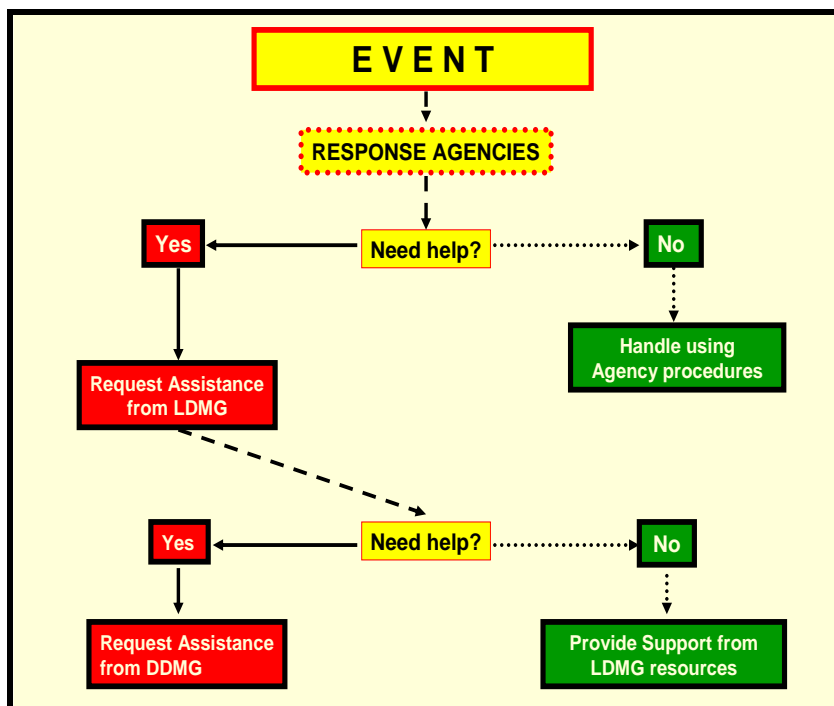 E V E N T
RESPONSE AGENCIES
Yes
Need help?
No
Handle using
Agency procedures
Request Assistance
from LDMG
Yes
Need help?
No
Request Assistance
from DDMG
Provide Support from
LDMG resources